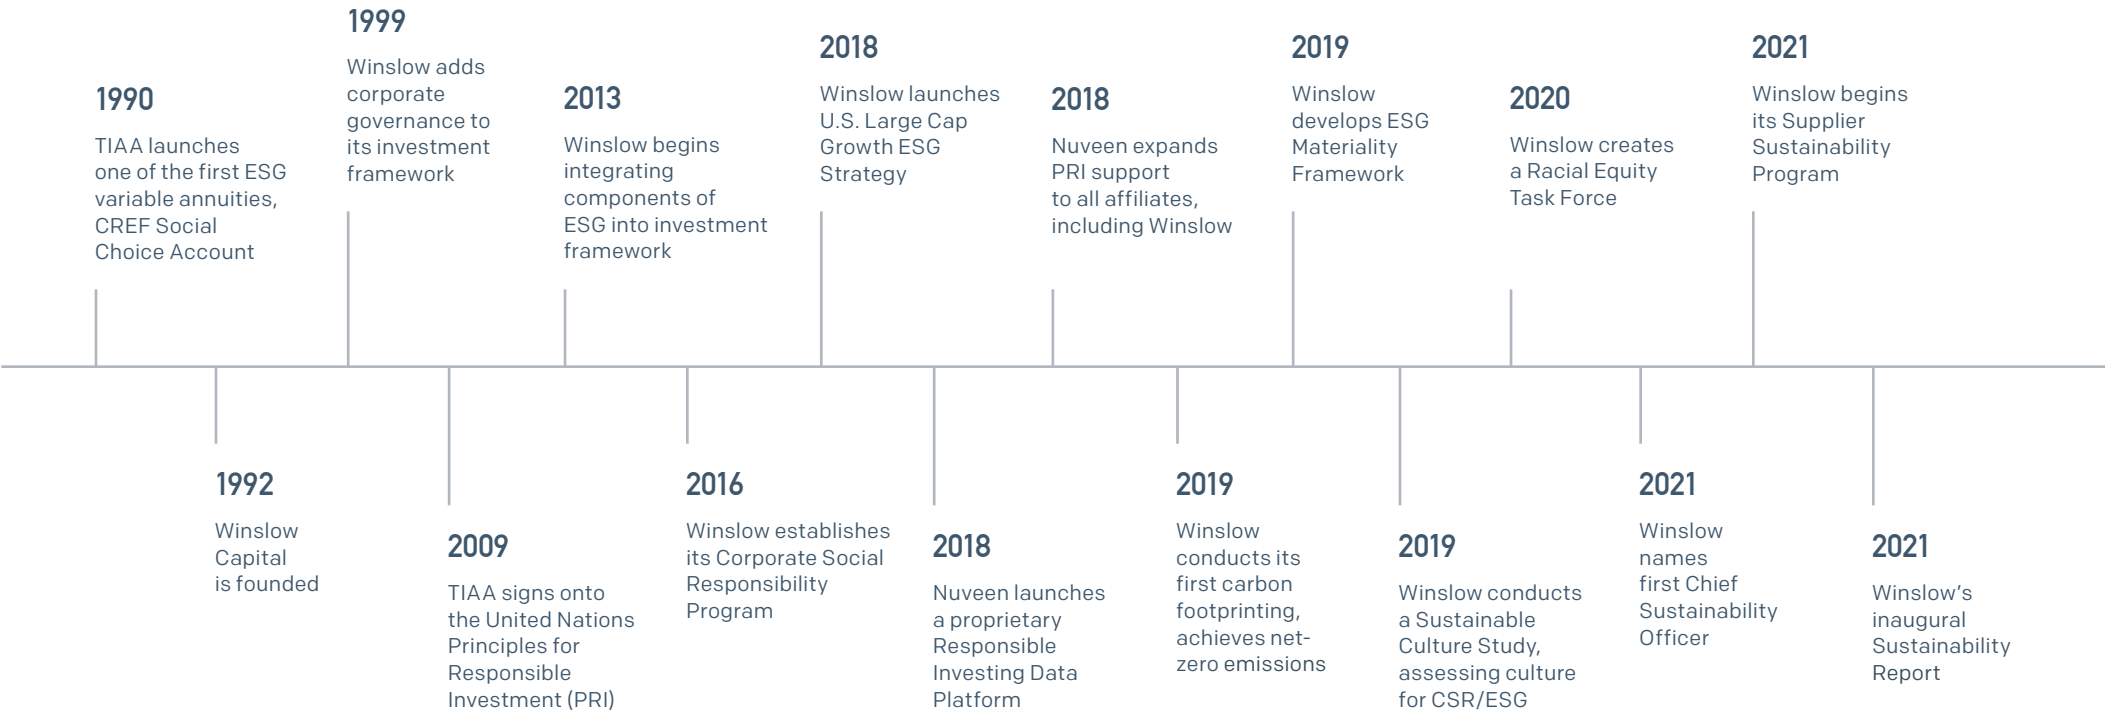 1990
TIAA launches
one of the first ESG
variable annuities,
CREF Social
Choice Account
1992
Winslow
Capital
is founded
1999
Winslow adds
corporate
governance to
its investment
framework
2009
TIAA signs onto
the United Nations
Principles for
Responsible
Investment (PRI)
2013
Winslow begins
integrating
components of
ESG into investment
framework
2016
Winslow establishes
its Corporate Social
Responsibility
Program
2018
Winslow launches
U.S. Large Cap
Growth ESG
Strategy
2018
Nuveen launches
a proprietary
Responsible
Investing Data
Platform
2018
Nuveen expands
PRI support
to all affiliates,
including Winslow
2019
Winslow
conducts its
first carbon
footprinting,
achieves net-
zero emissions
2019
Winslow
develops ESG
Materiality
Framework
2019
Winslow conducts
a Sustainable
Culture Study,
assessing culture
for CSR/ESG
2020
Winslow creates
a Racial Equity
Task Force
2021
Winslow
names
first Chief
Sustainability
Officer
2021
Winslow begins
its Supplier
Sustainability
Program
2021
Winslow’s
inaugural
Sustainability
Report